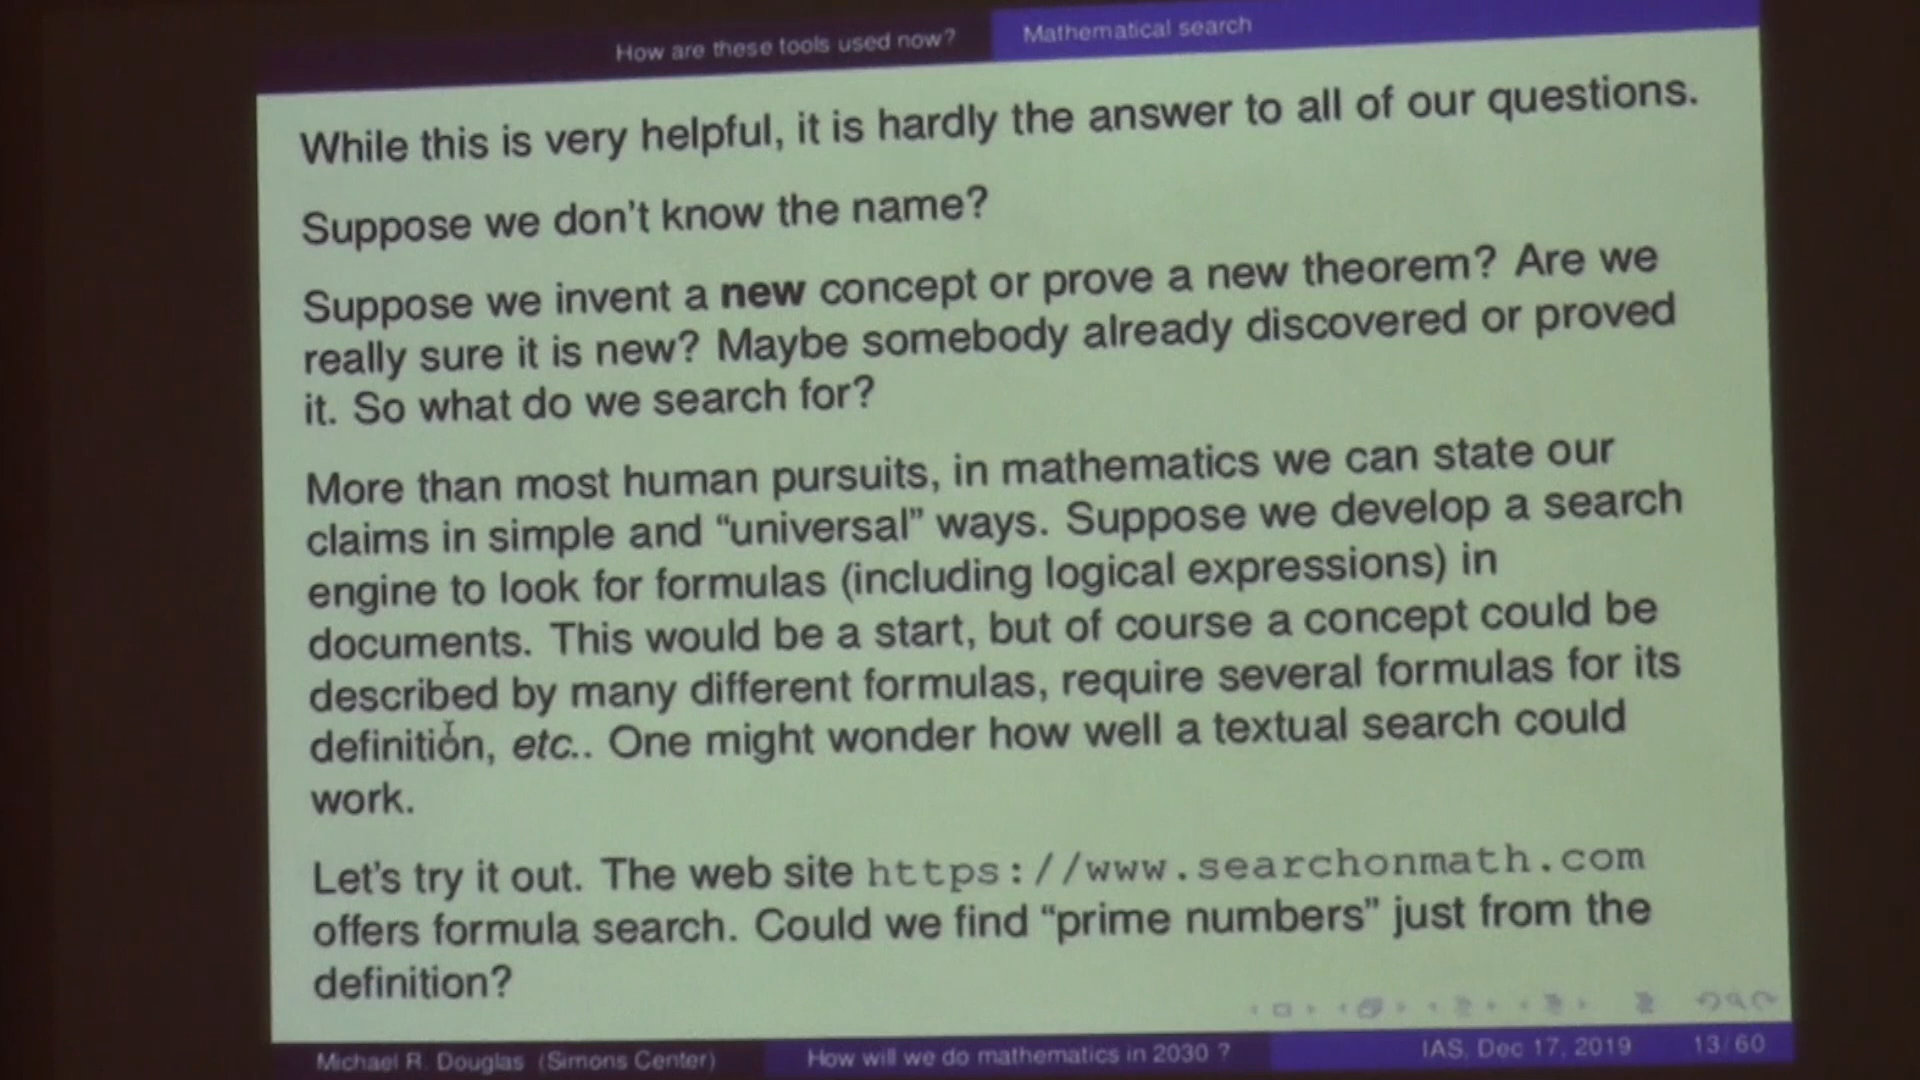 How are these tools used now? Mathematical search
While this is very helpful, it is hardly the answer to all of our questions.
Suppose we don't know the name?
Suppose we invent a new concept or prove a new theorem? Are we
really sure it is new? Maybe somebody already discovered or proved
it. So what do we search for?
More than most human pursuits, in mathematics we can state our
claims in simple and “universal” ways. Suppose we develop a search
engine to look for formulas (including logical expressions) in
documents. This would be a start, but of course a concept could be
described by many different formulas, require several formulas for its
definition, etc.. One might wonder how well a textual search could
work.
Let's try it out. The web site https://www.searchonmath.com
offers formula search. Could we find “prime numbers” just from the
definition?
Michael R. Douglas (Simons Center) How will we do mathematics in 2030 ? IAS, Dec 17, 2019 13/60